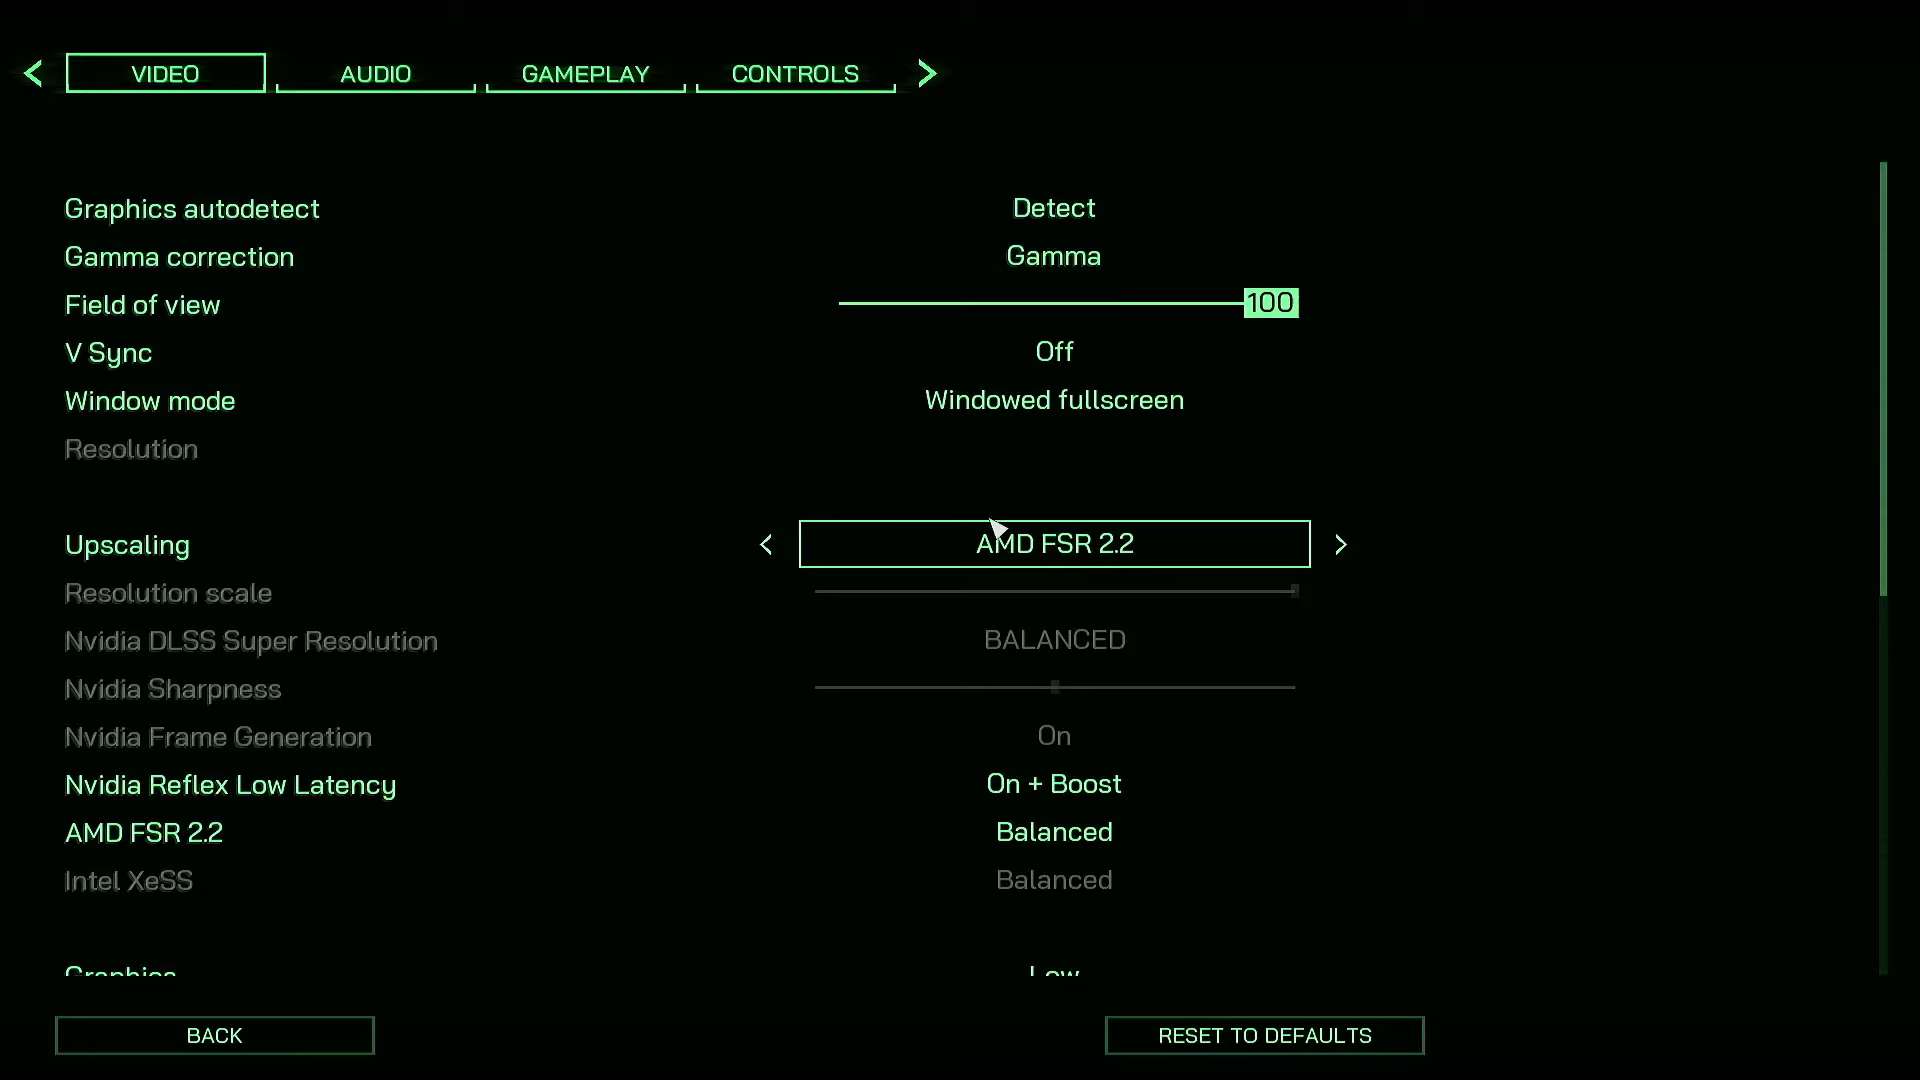 VIDEO AUDIO GAMEPLAY CONTROLS
Graphics autodetect Detect
Gamma correction Gamma
Field of view 100
V Sync Off
Window mode Windowed fullscreen
Resolution
Upscaling AMD FSR 2.2
Resolution scale
Nvidia DLSS Super Resolution BALANCED
Nvidia Sharpness
Nvidia Frame Generation On
Nvidia Reflex Low Latency On + Boost
AMD FSR 2.2 Balanced
Intel XeSS Balanced
Graphics Low
BACK RESET TO DEFAULTS